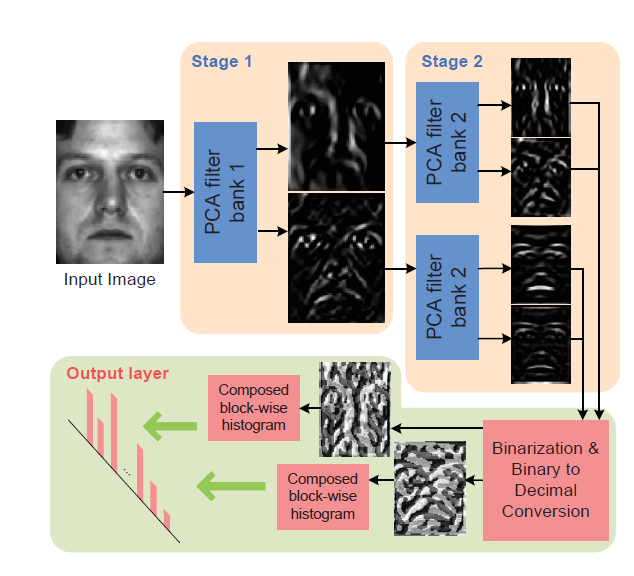 Stage 1
Stage 2
PCA filter
bank 1
PCA filter
bank 2
PCA filter
bank 2
Input Image
Output layer
Composed
block-wise
histogram
Composed
block-wise
histogram
Binarization &
Binary to
Decimal
Conversion
...